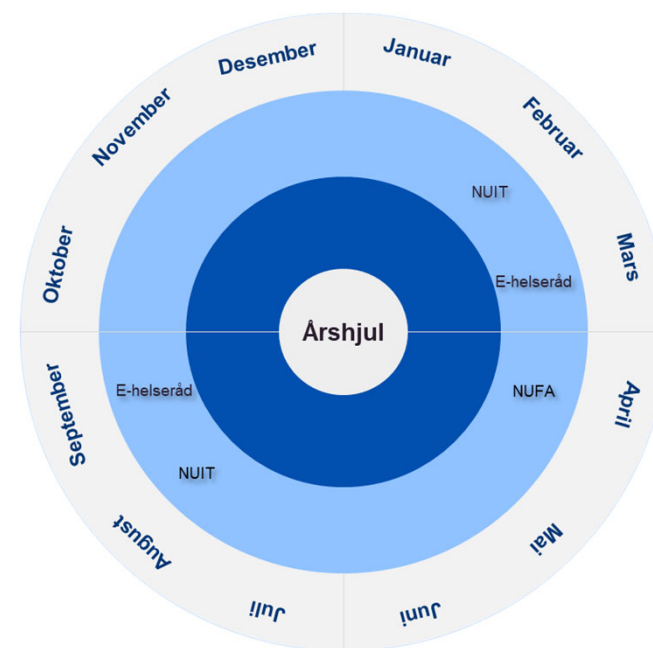 Januar
Februar
Mars
April
Mai
Juni
Juli
August
September
Oktober
November
Desember
NUIT
E-helseråd
NUFA
NUIT
E-helseråd
Årshjul